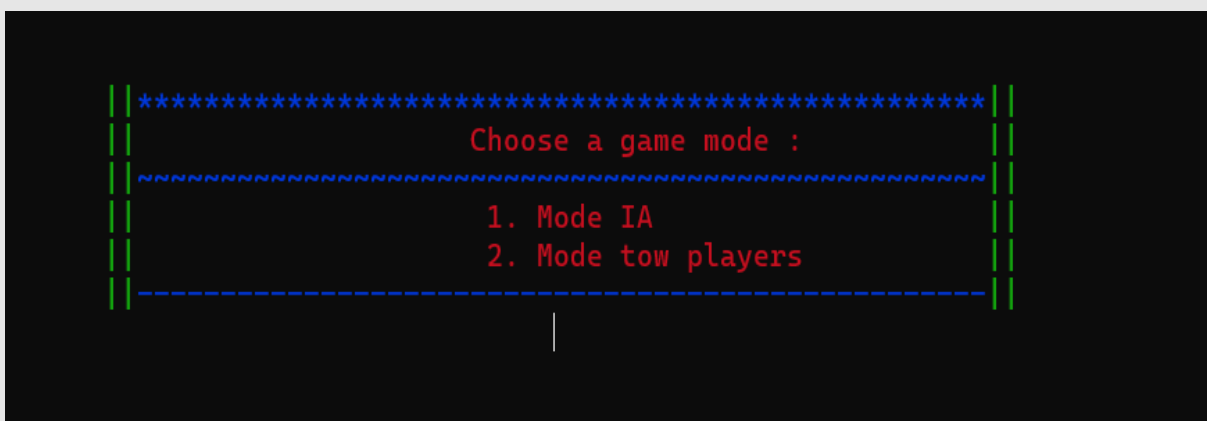 ||***************************************************||
||                    Choose a game mode :           ||
||~~~~~~~~~~~~~~~~~~~~~~~~~~~~~~~~~~~~~~~~~~~~~~~~~~~||
||                     1. Mode IA                    ||
||                     2. Mode tow players           ||
||---------------------------------------------------||